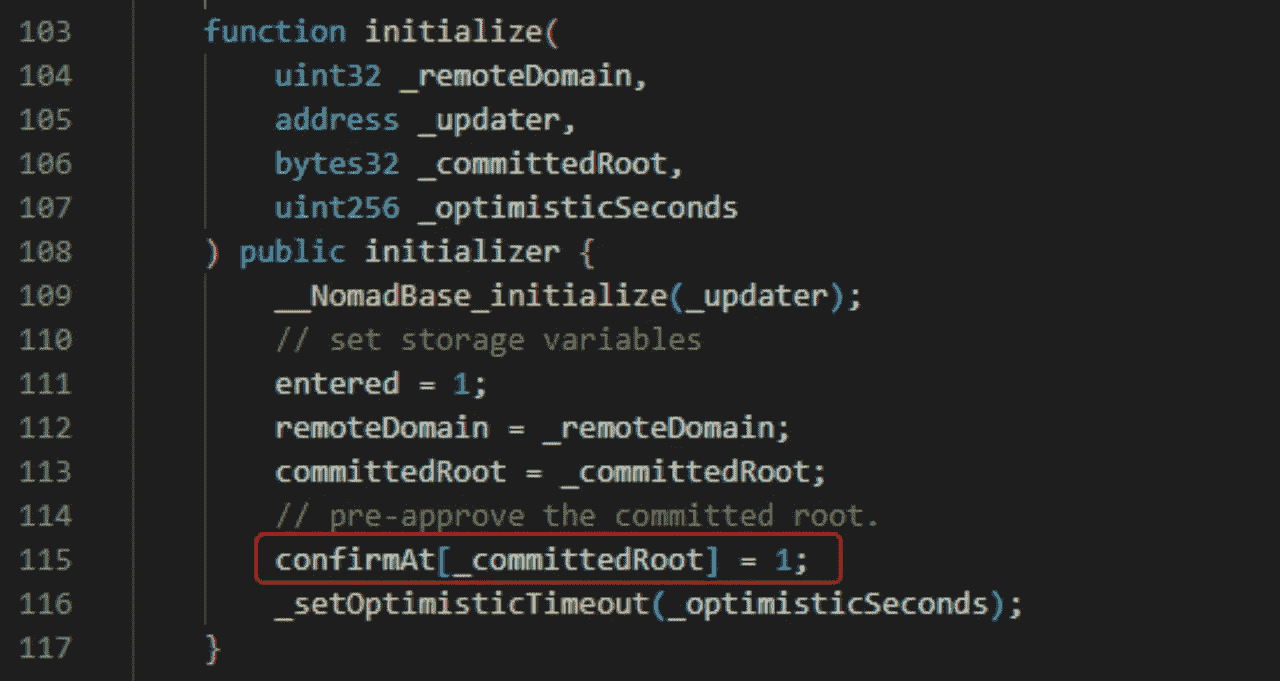 103 function initialize(
104 uint32 _remoteDomain,
105 address _updater,
106 bytes32 _committedRoot,
107 uint256 _optimisticSeconds
108 ) public initializer {
109 __NomadBase_initialize(_updater);
110 // set storage variables
111 entered = 1;
112 remoteDomain = _remoteDomain;
113 committedRoot = _committedRoot;
114 // pre-approve the committed root.
115 confirmAt[_committedRoot] = 1;
116 _setOptimisticTimeout(_optimisticSeconds);
117 }